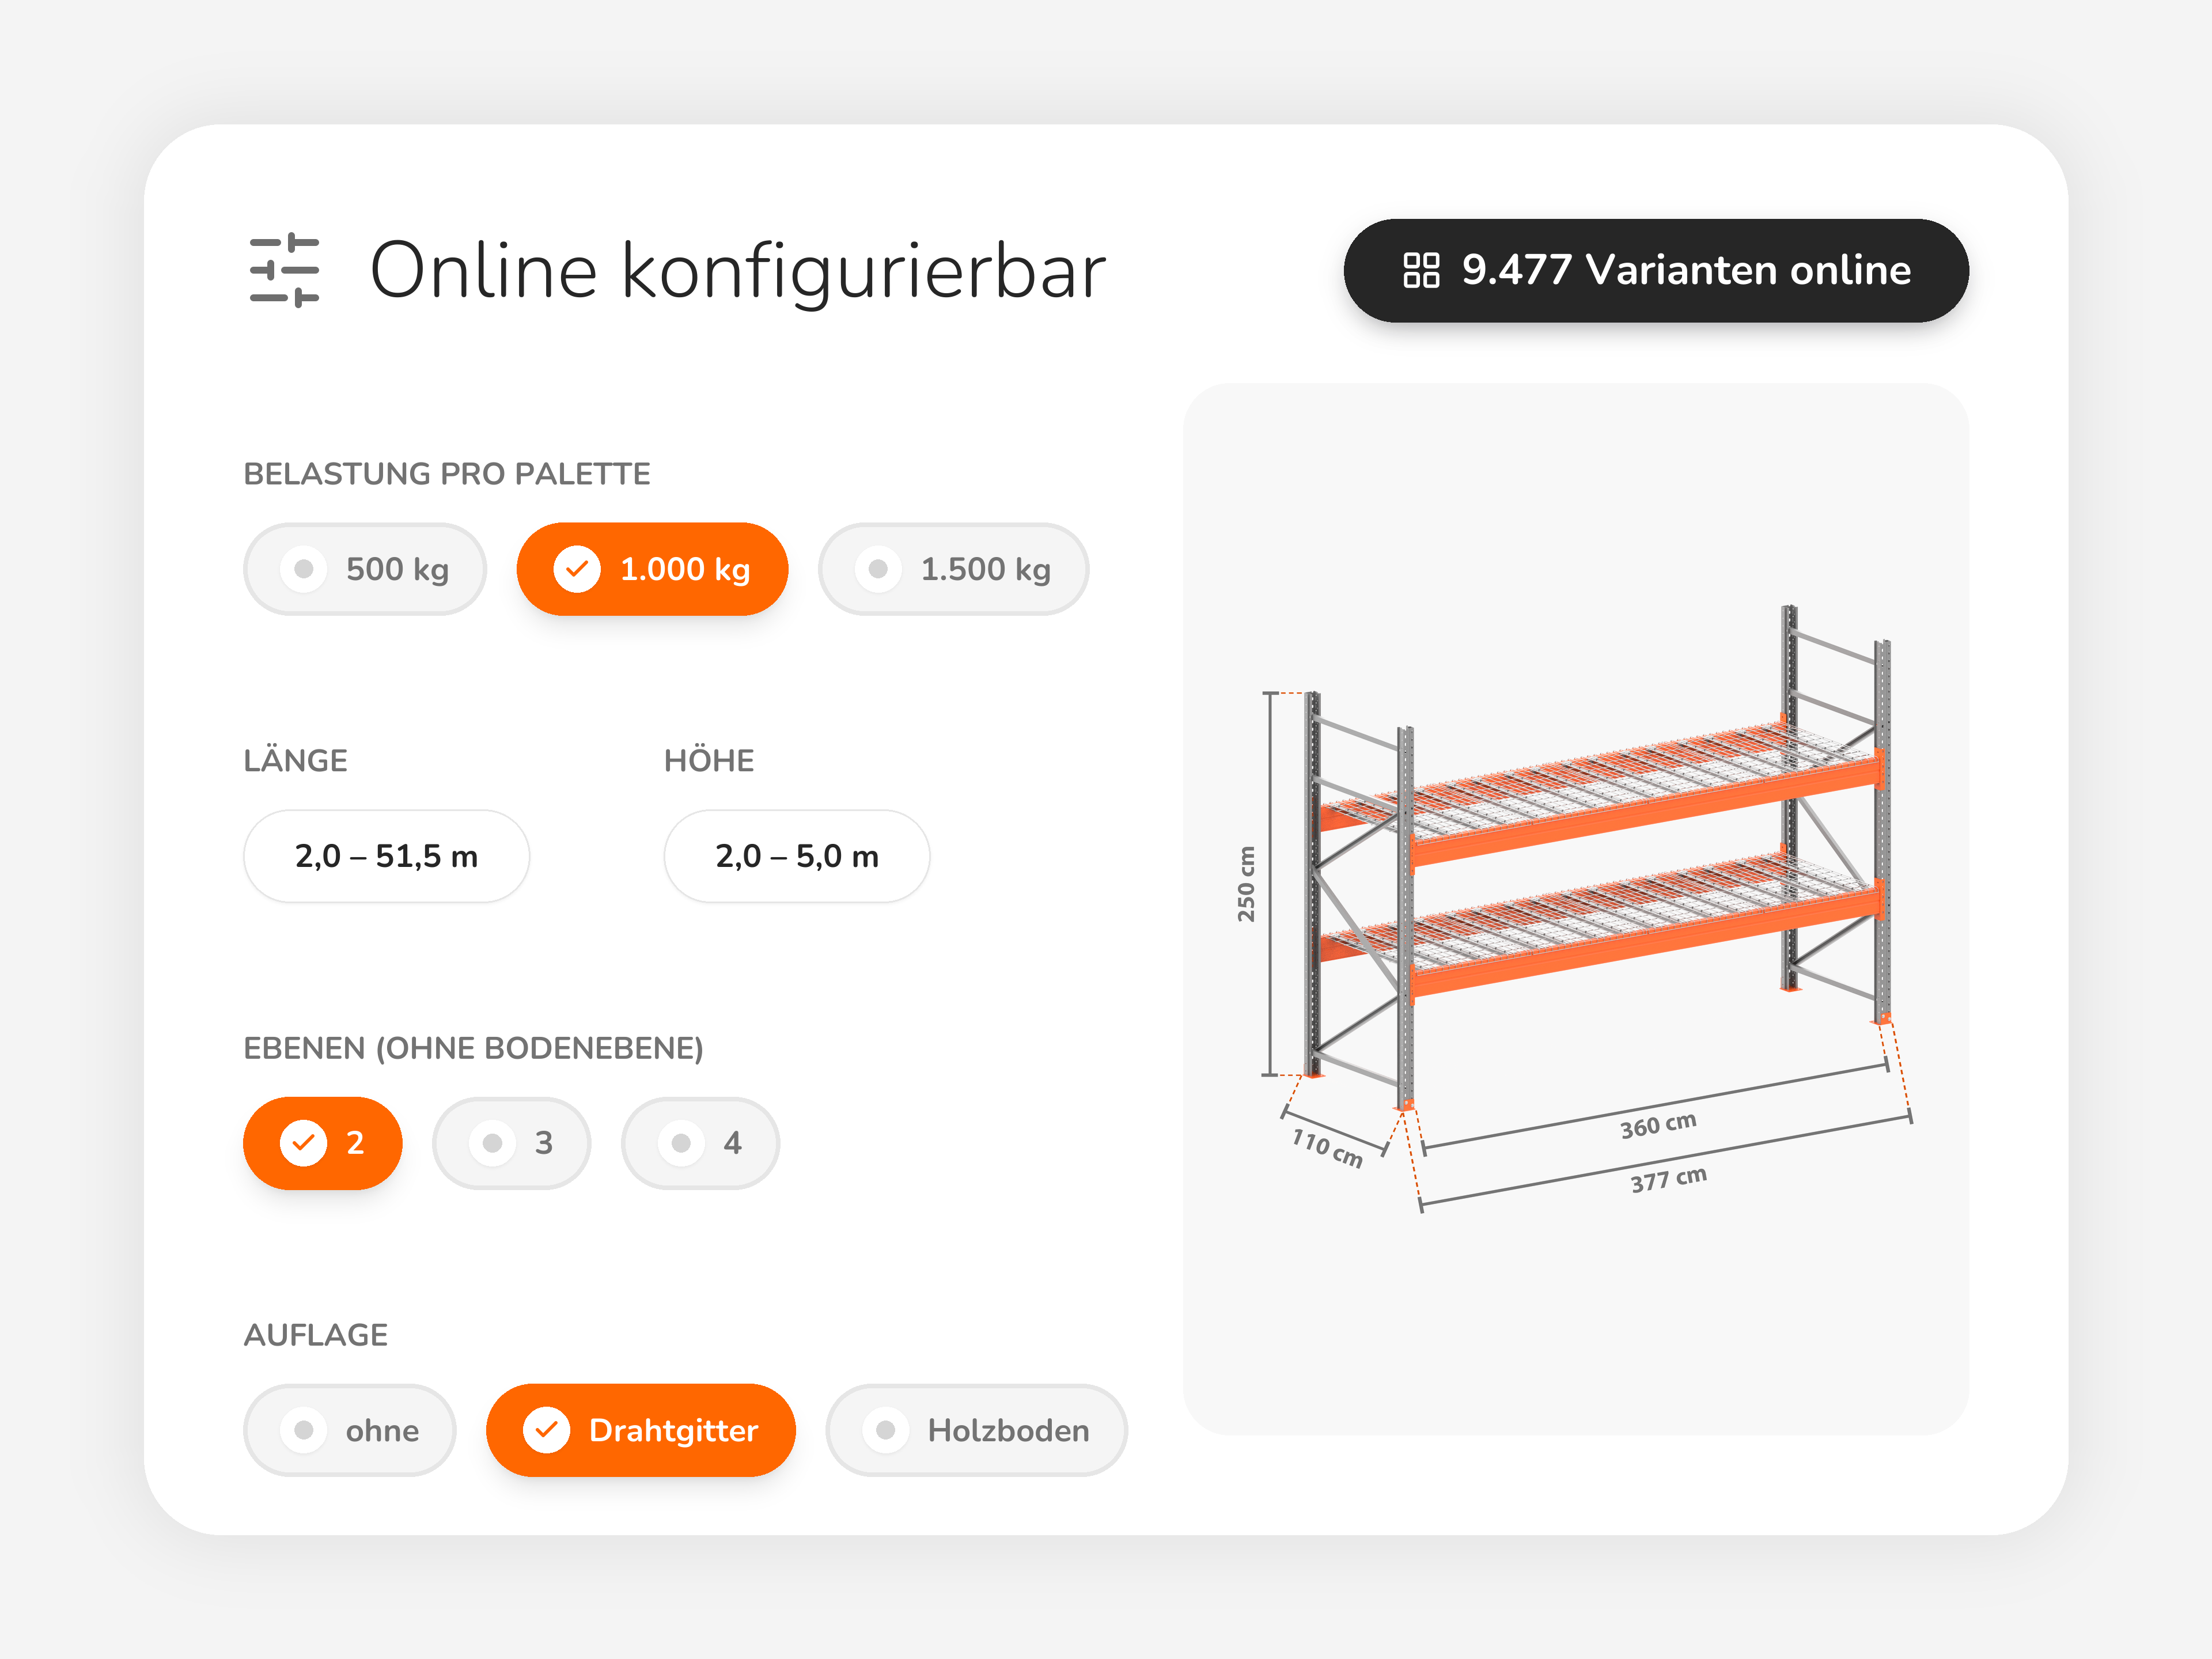 Online konfigurierbar
9.477 Varianten online
BELASTUNG PRO PALETTE
500 kg
1.000 kg
1.500 kg
LÄNGE
HÖHE
2,0 – 51,5 m
2,0 – 5,0 m
EBENEN (OHNE BODENEBENE)
2
3
4
AUFLAGE
ohne
Drahtgitter
Holzboden
250 cm
110 cm
360 cm
377 cm